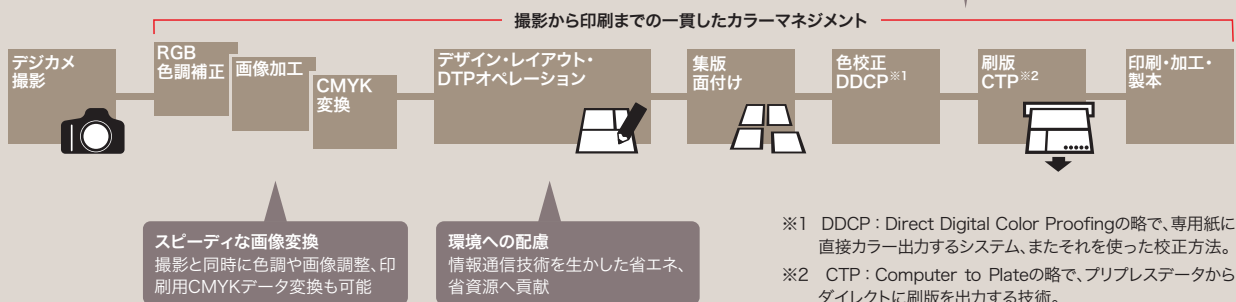 撮影から印刷までの一貫したカラーマネジメント
デジカメ
撮影
RGB
色調補正
画像加工
CMYK
変換
デザイン・レイアウト・
DTPオペレーション
集版
面付け
色校正
DDCP※1
刷版
CTP※2
印刷・加工・
製本
スピーディな画像変換
撮影と同時に色調や画像調整、印
刷用CMYKデータ変換も可能
環境への配慮
情報通信技術を生かした省エネ、
省資源へ貢献
※1 DDCP：Direct Digital Color Proofingの略で、専用紙に
直接カラー出力するシステム、またそれを使った校正方法。
※2 CTP：Computer to Plateの略で、プリプレスデータから
ダイレクトに刷版を出力する技術。